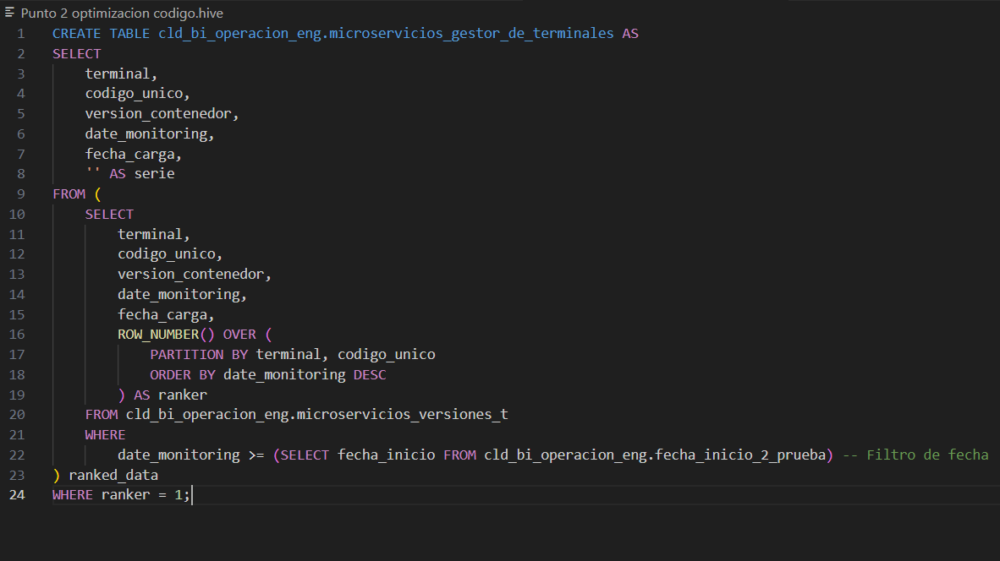 Punto 2 optimizacion codigo.hive
1 CREATE TABLE cld_bi_operacion_eng.microservicios_gestor_de_terminales AS
2 SELECT
3 terminal,
4 codigo_unico,
5 version_contenedor,
6 date_monitoring,
7 fecha_carga,
8 '' AS serie
9 FROM (
10 SELECT
11 terminal,
12 codigo_unico,
13 version_contenedor,
14 date_monitoring,
15 fecha_carga,
16 ROW_NUMBER() OVER (
17 PARTITION BY terminal, codigo_unico
18 ORDER BY date_monitoring DESC
19 ) AS ranker
20 FROM cld_bi_operacion_eng.microservicios_versiones_t
21 WHERE
22 date_monitoring >= (SELECT fecha_inicio FROM cld_bi_operacion_eng.fecha_inicio_2_prueba) -- Filtro de fecha
23 ) ranked_data
24 WHERE ranker = 1;